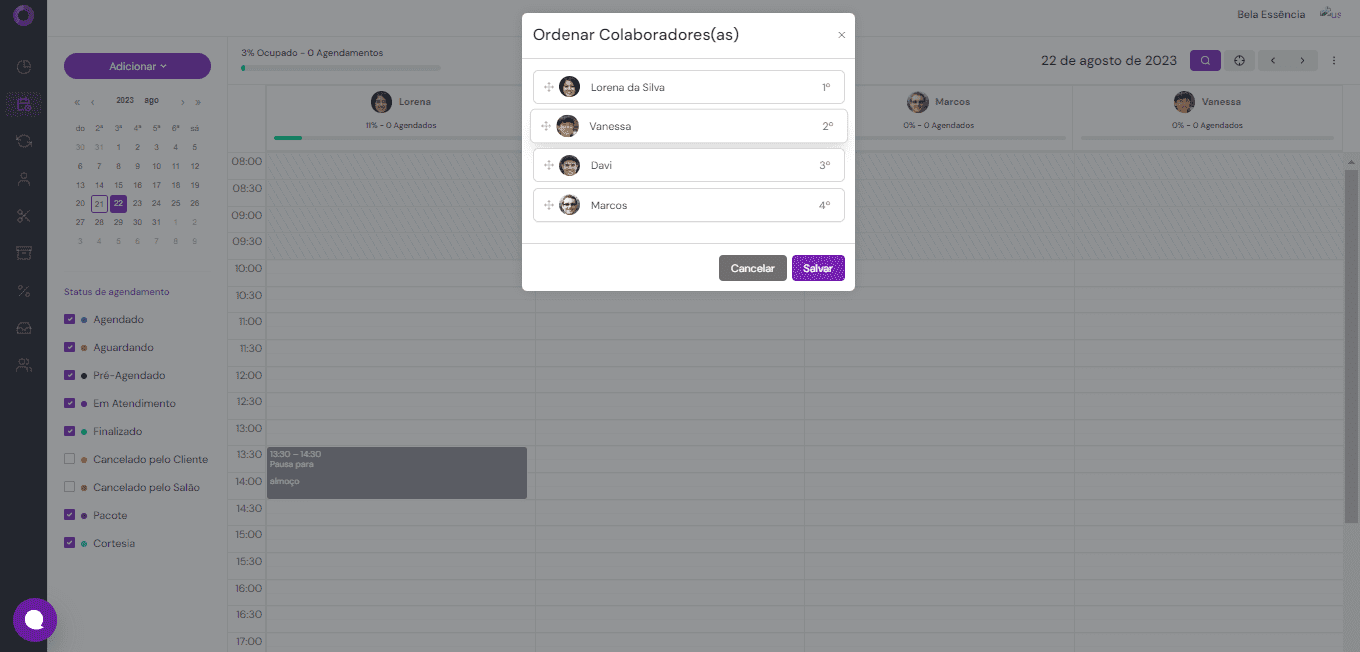 Bela Essência
Ordenar Colaboradores(as)
×
Lorena da Silva 1º
Vanessa 2º
Davi 3º
Marcos 4º
Cancelar Salvar
Adicionar
3% Ocupado - 0 Agendamentos
22 de agosto de 2023
« ‹ 2023 ago › »
do 2ª 3ª 4ª 5ª 6ª sá
30 31 1 2 3 4 5
6 7 8 9 10 11 12
13 14 15 16 17 18 19
20 21 22 23 24 25 26
27 28 29 30 31 1 2
3 4 5 6 7 8 9
Status de agendamento
Agendado
Aguardando
Pré-Agendado
Em Atendimento
Finalizado
Cancelado pelo Cliente
Cancelado pelo Salão
Pacote
Cortesia
Lorena
11% - 0 Agendados
Marcos
0% - 0 Agendados
Vanessa
0% - 0 Agendados
08:00
08:30
09:00
09:30
10:00
10:30
11:00
11:30
12:00
12:30
13:00
13:30
14:00
14:30
15:00
15:30
16:00
16:30
17:00
13:30 – 14:30
Pausa para
almoço